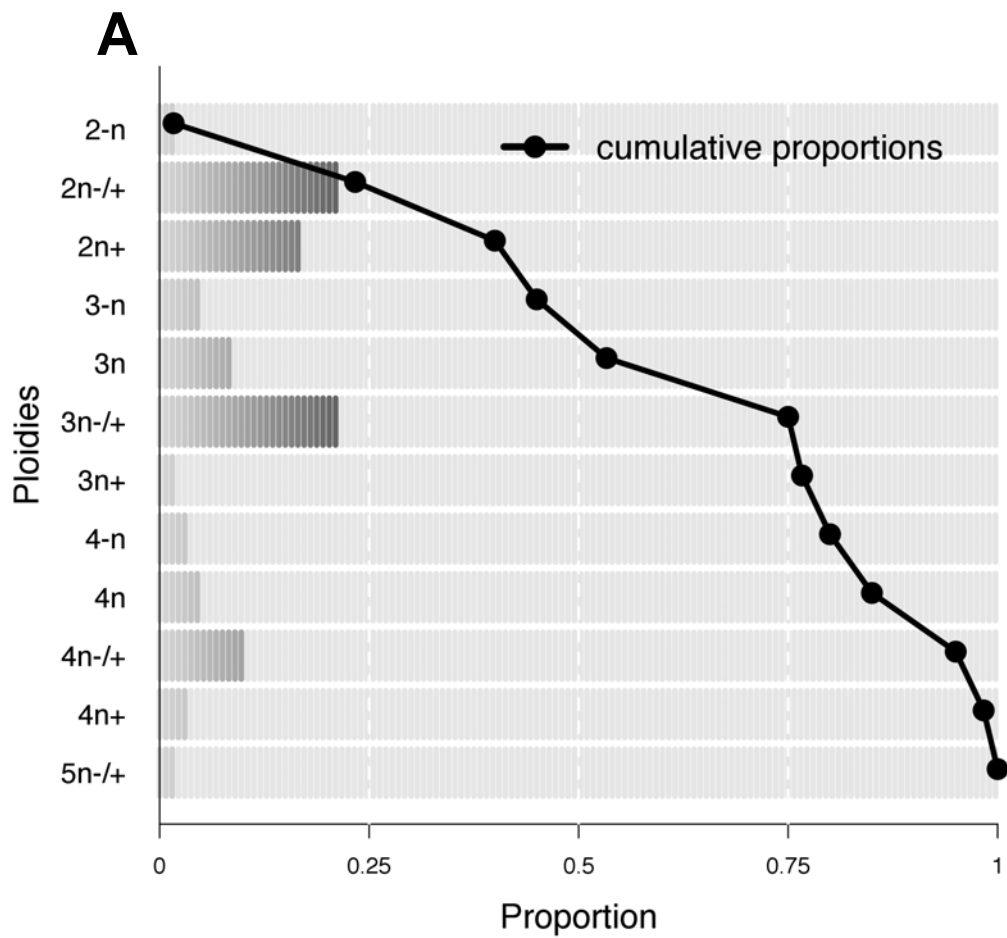 A
cumulative proportions
2-n
2n-/+
2n+
3-n
3n
3n-/+
3n+
4-n
4n
4n-/+
4n+
5n-/+
Ploidies
0 0.25 0.5 0.75 1
Proportion